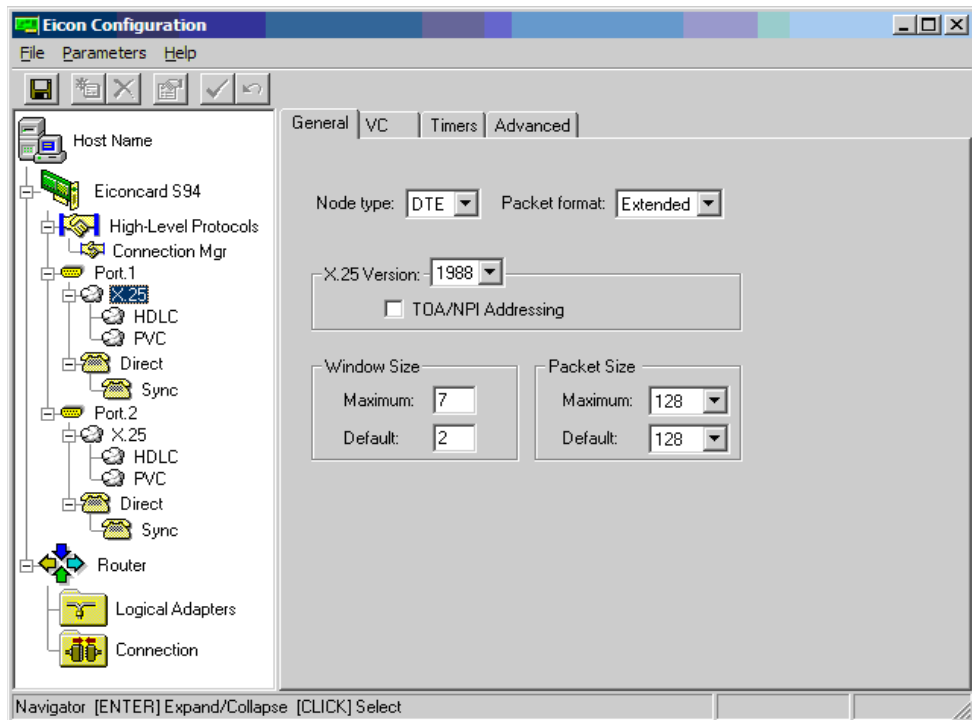 Eicon Configuration
File Parameters Help
Host Name
Eiconcard S94
High-Level Protocols
Connection Mgr
Port.1
X.25
HDLC
PVC
Direct
Sync
Port.2
X.25
HDLC
PVC
Direct
Sync
Router
Logical Adapters
Connection
General VC Timers Advanced
Node type: DTE Packet format: Extended
X.25 Version: 1988
TOA/NPI Addressing
Window Size
Maximum: 7
Default: 2
Packet Size
Maximum: 128
Default: 128
Navigator [ENTER] Expand/Collapse [CLICK] Select